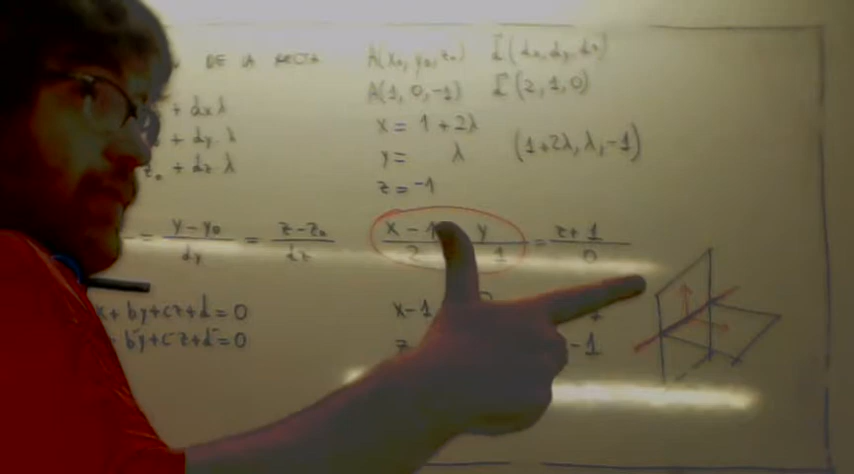 DE LA RECTA
+ dx λ
+ dy λ
z₀ + dz λ
= (y-y₀)/dy = (z-z₀)/dz
x + by+cz+d=0
b'y+c'z+d'=0
A(x₀, y₀, z₀) (dx, dy, dz)
A(1, 0, -1) (2, 1, 0)
x = 1+2λ
y = λ (1+2λ, λ, -1)
z = -1
x - 1 y = (z+1)/0
2 1
x-1
z -1